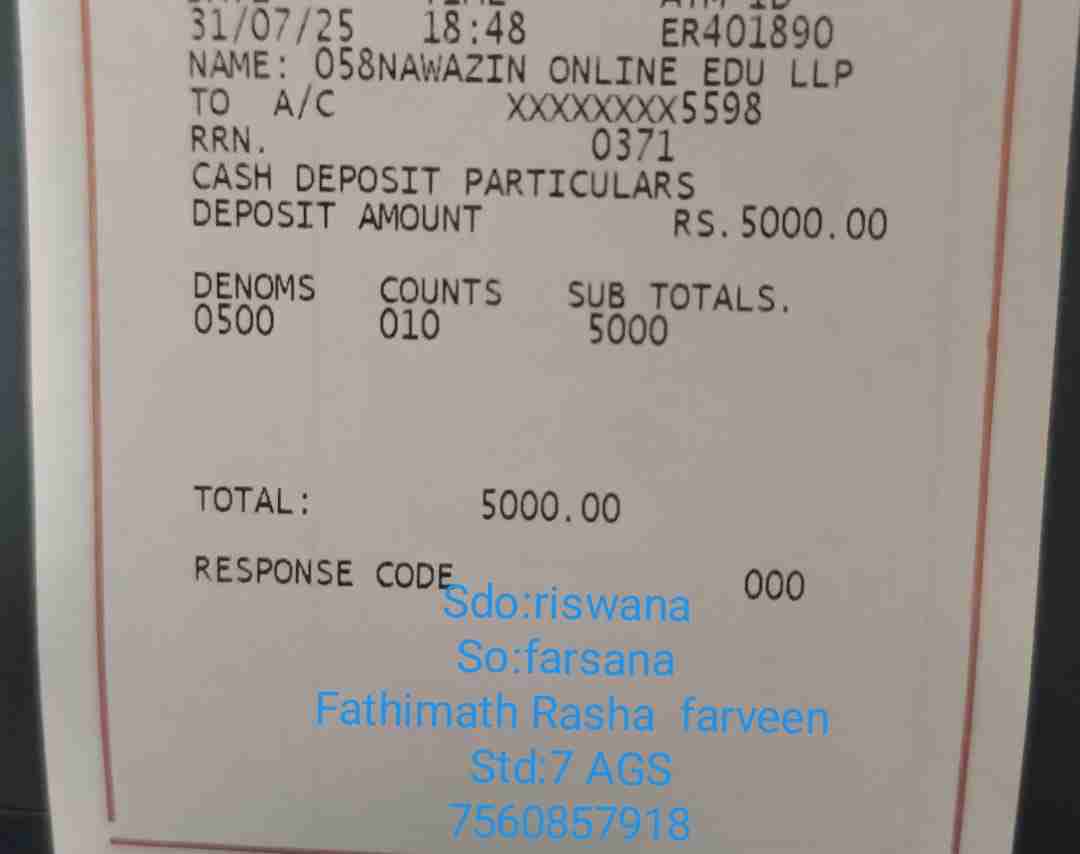 31/07/25 18:48 ER401890
NAME: 058NAWAZIN ONLINE EDU LLP
TO A/C XXXXXXXX5598
RRN. 0371
CASH DEPOSIT PARTICULARS
DEPOSIT AMOUNT RS.5000.00
DENOMS COUNTS SUB TOTALS.
0500 010 5000
TOTAL: 5000.00
RESPONSE CODE 000
Sdo:riswana
So:farsana
Fathimath Rasha farveen
Std:7 AGS
7560857918